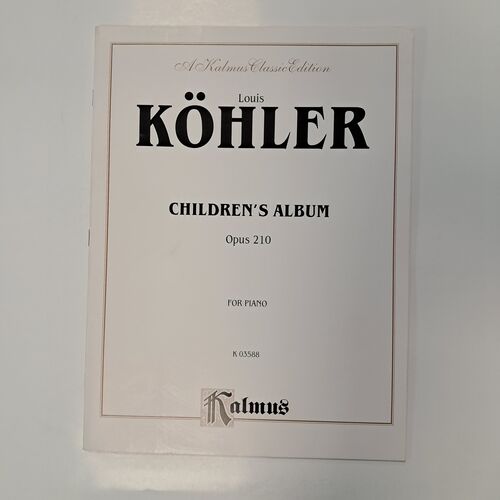 A Kalmus Classic Edition
Louis
KÖHLER
CHILDREN'S ALBUM
Opus 210
FOR PIANO
K 03588
Kalmus